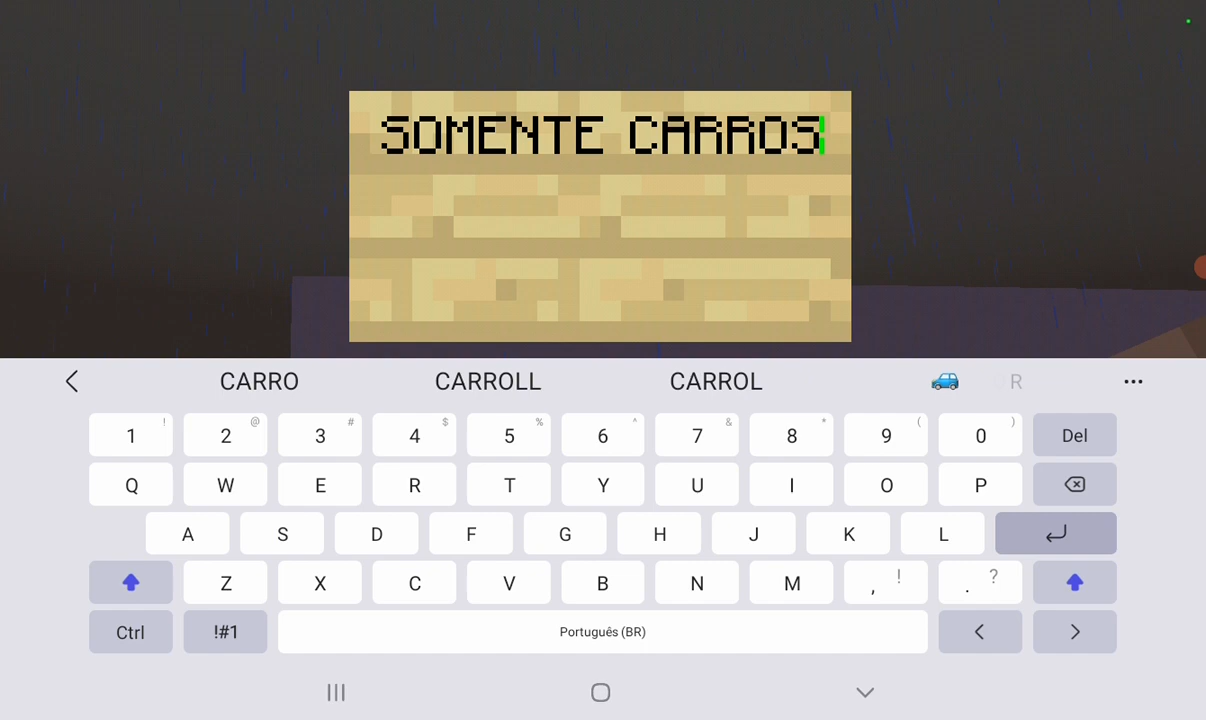 SOMENTE CARROS
CARRO CARROLL CARROL R
1 ! 2 @ 3 # 4 $ 5 % 6 ^ 7 & 8 * 9 ( 0 ) Del
Q W E R T Y U I O P
A S D F G H J K L
Z X C V B N M , ! . ?
Ctrl !#1 Português (BR) < >